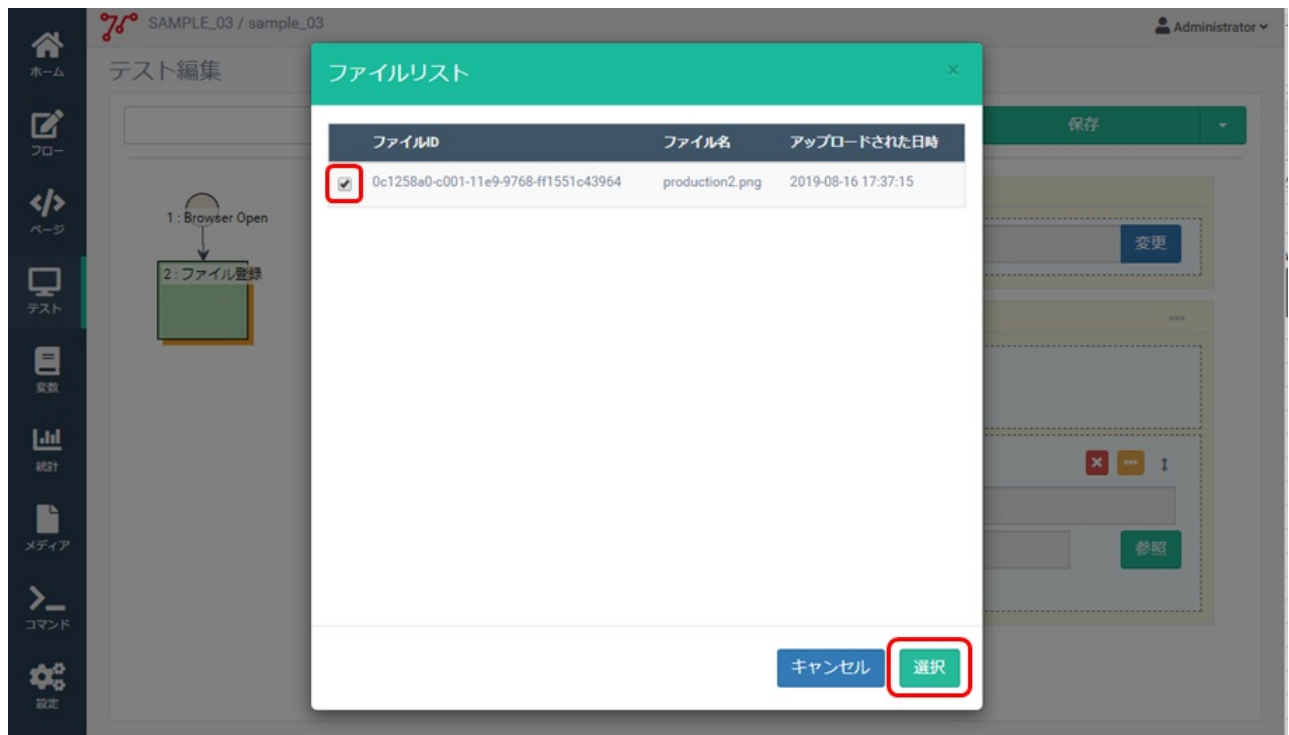 SAMPLE_03 / sample_03
Administrator
ホーム
フロー
ページ
テスト
変数
統計
メディア
コマンド
設定
テスト編集
保存
1 : Browser Open
2 : ファイル登録
変更
参照
ファイルリスト
×
ファイルID ファイル名 アップロードされた日時
0c1258a0-c001-11e9-9768-ff1551c43964 production2.png 2019-08-16 17:37:15
キャンセル 選択